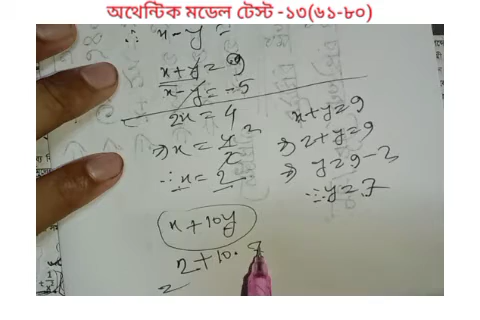 অথেন্টিক মডেল টেস্ট -১৩(৬১-৮০)
∴ x-y =
x+y=9
x-y=-5
2x=4
⇒x=4/2 2
∴x=2
x+y=9
⇒2+y=9
⇒ y=9-2
∴y=7
x+10y
2+10.
=